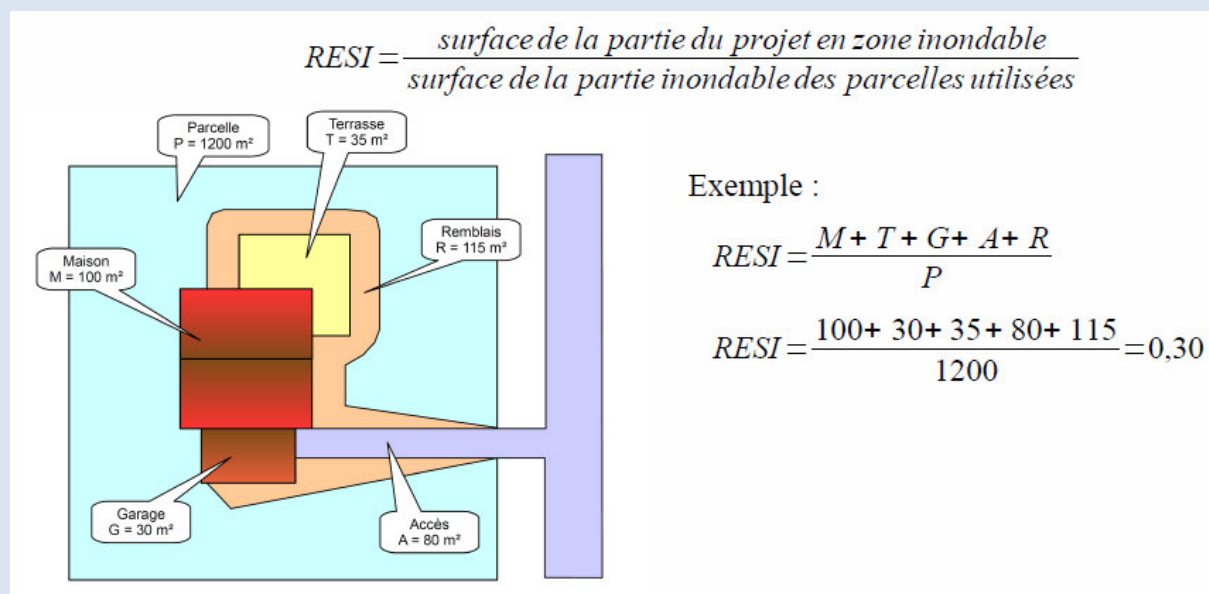 RESI = surface de la partie du projet en zone inondable
surface de la partie inondable des parcelles utilisées
Parcelle
P = 1200 m²
Terrasse
T = 35 m²
Remblais
R = 115 m²
Maison
M = 100 m²
Garage
G = 30 m²
Accès
A = 80 m²
Exemple :
RESI = M + T + G + A + R
P
RESI = 100 + 30 + 35 + 80 + 115 = 0,30
1200